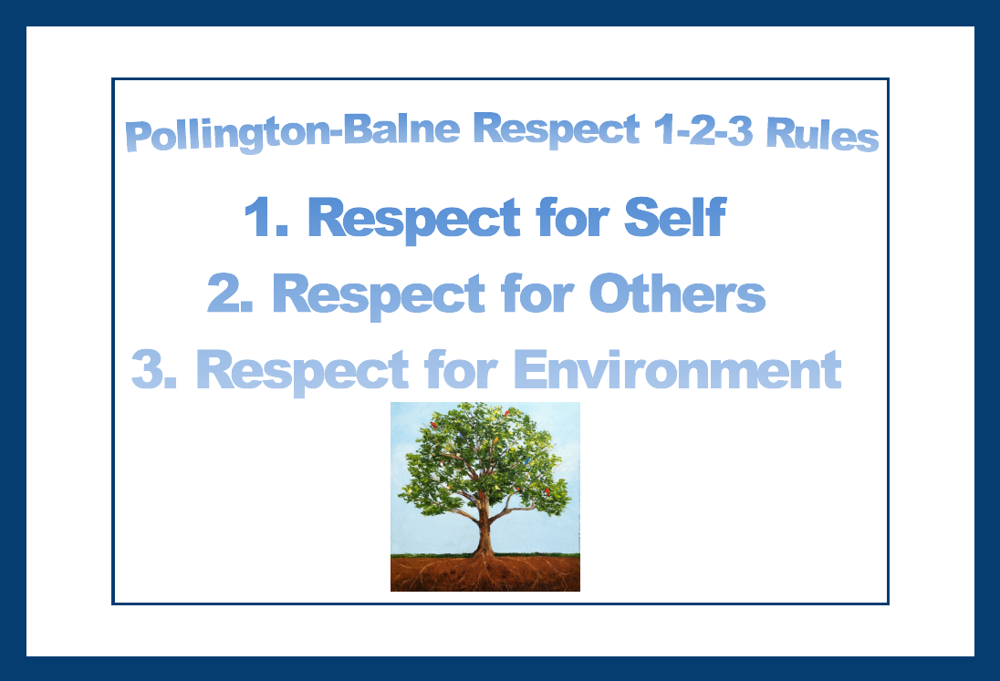 Pollington-Balne Respect 1-2-3 Rules
1. Respect for Self
2. Respect for Others
3. Respect for Environment